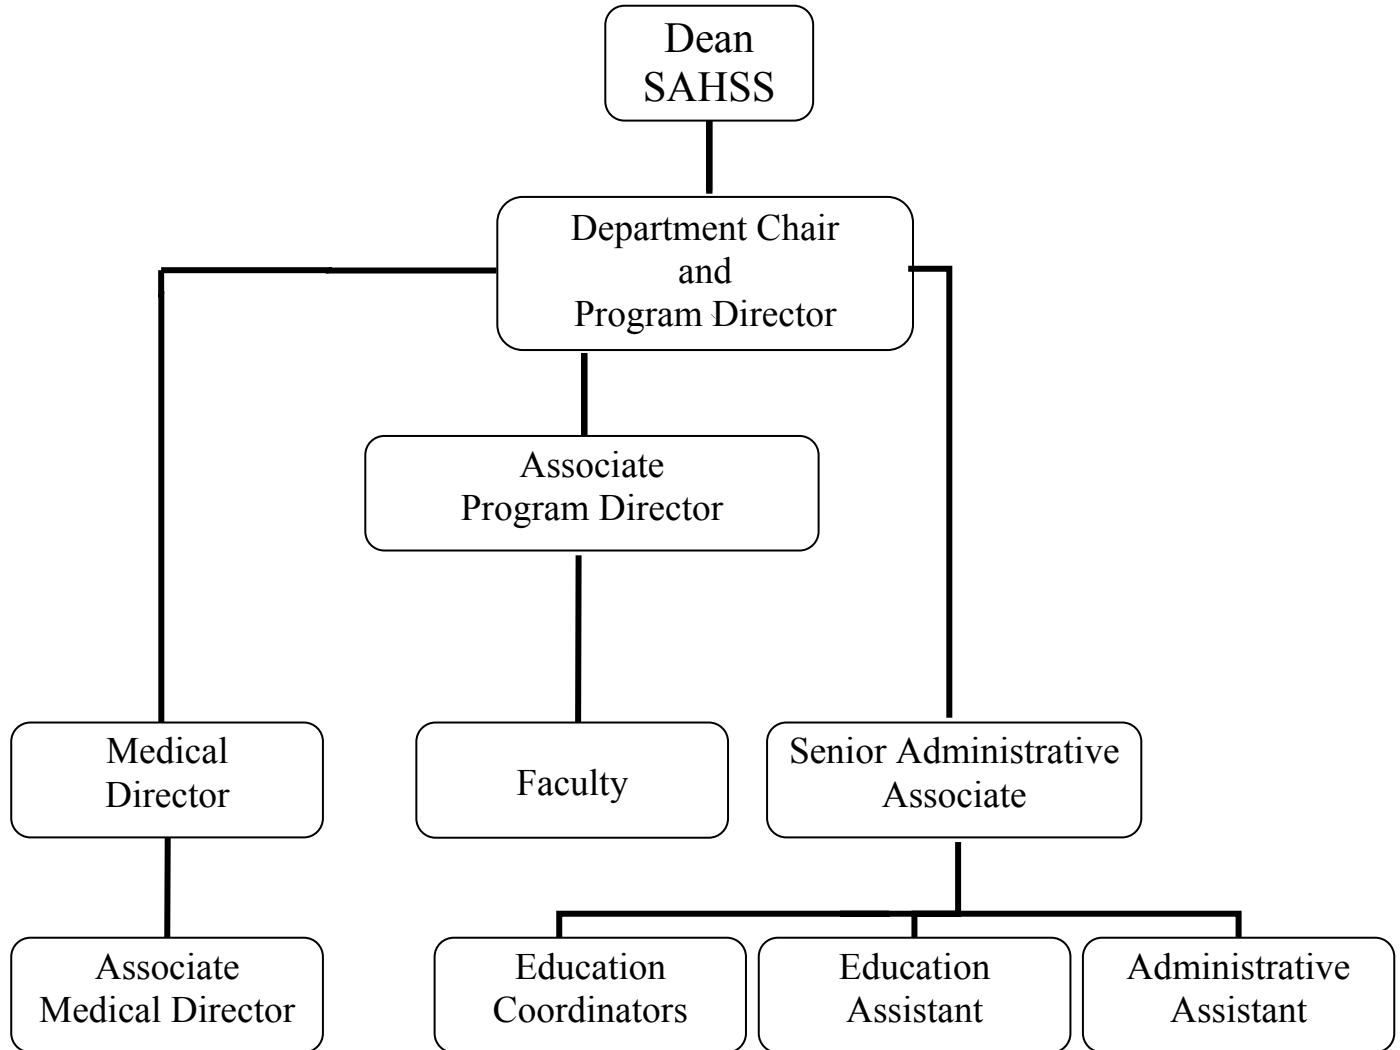 Dean
SAHSS
Department Chair
and
Program Director
Associate
Program Director
Medical
Director
Faculty
Senior Administrative
Associate
Associate
Medical Director
Education
Coordinators
Education
Assistant
Administrative
Assistant